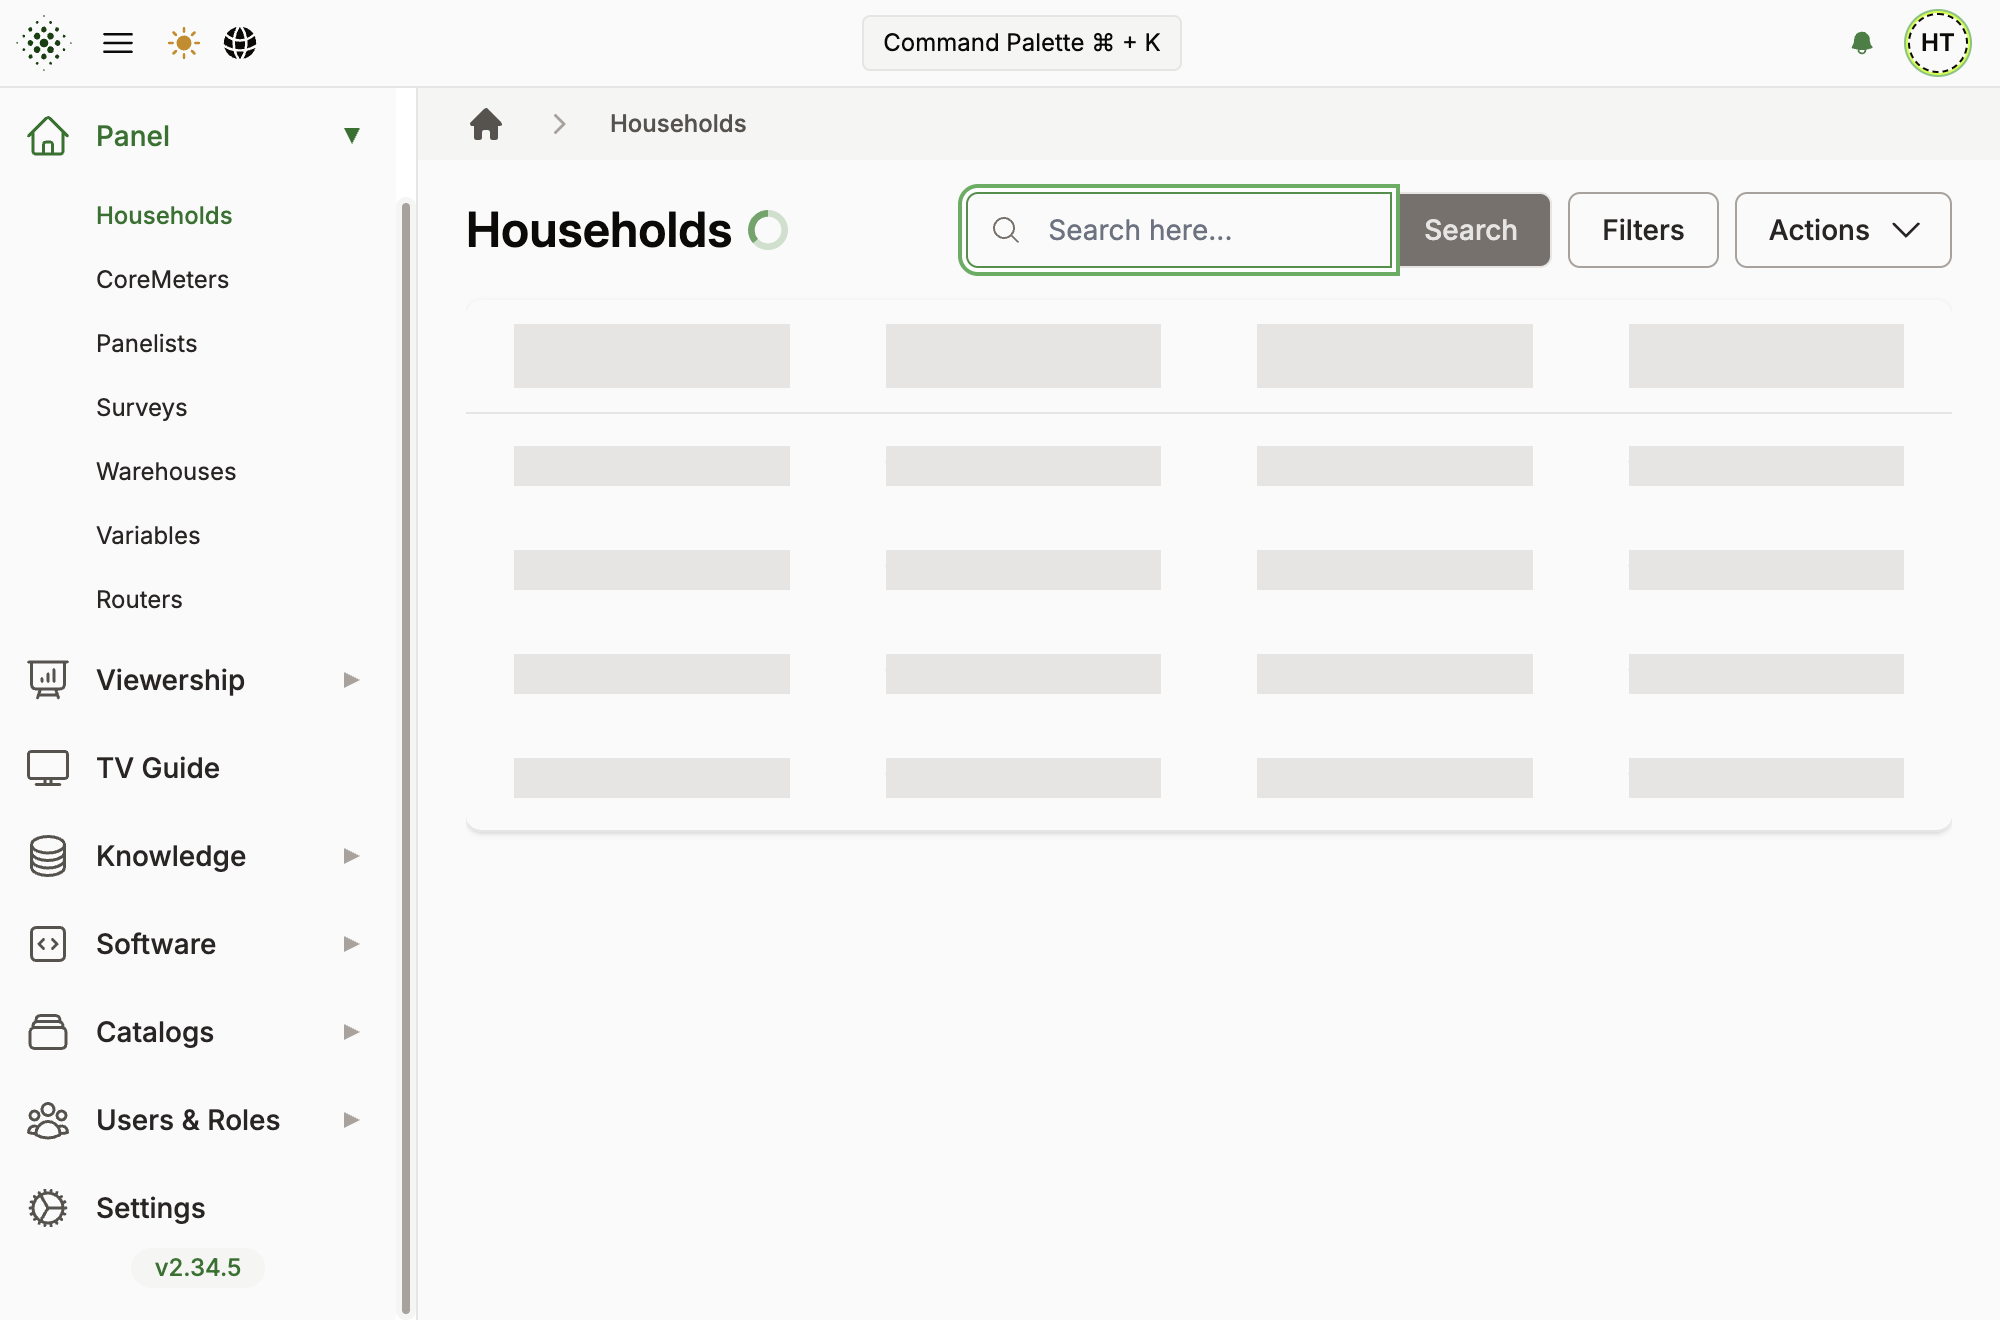 Command Palette ⌘ + K
HT
Panel
Households
CoreMeters
Panelists
Surveys
Warehouses
Variables
Routers
Viewership
TV Guide
Knowledge
Software
Catalogs
Users & Roles
Settings
v2.34.5
Households
Households
Search here...
Search
Filters
Actions